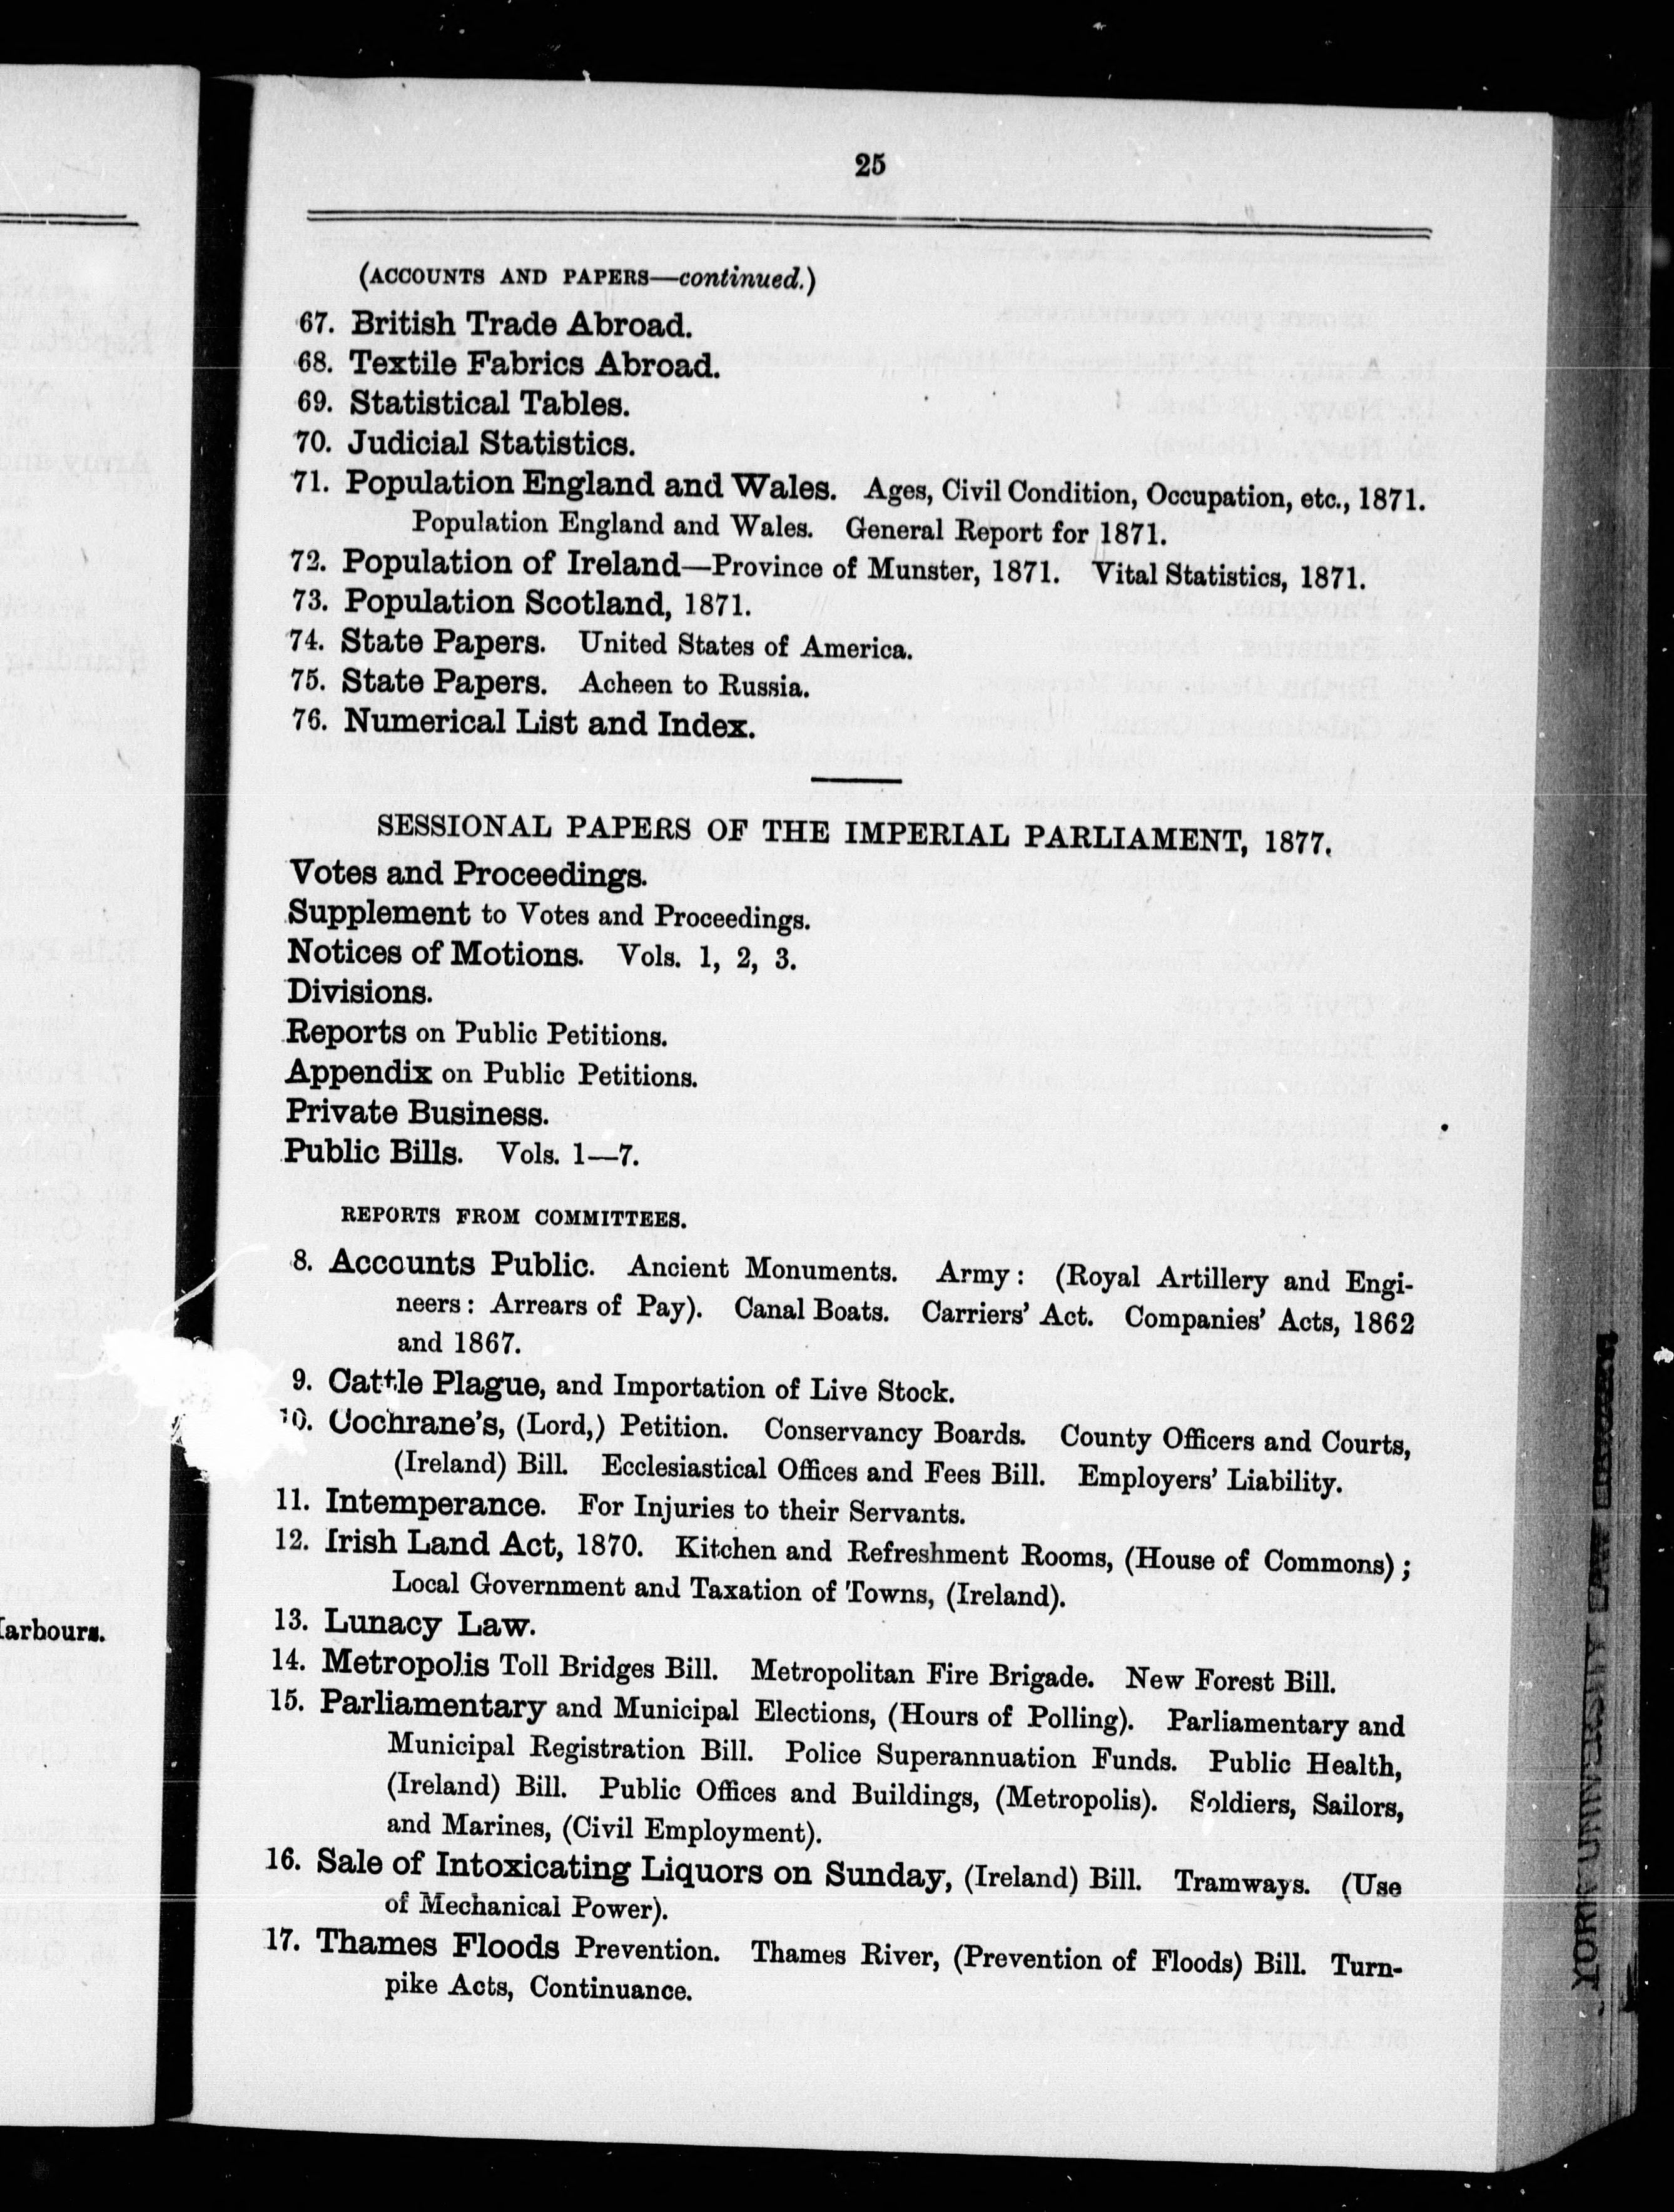 25
(ACCOUNTS AND PAPERS—continued.)
67. British Trade Abroad.
68. Textile Fabrics Abroad.
69. Statistical Tables.
70. Judicial Statistics.
71. Population England and Wales. Ages, Civil Condition, Occupation, etc., 1871.
Population England and Wales. General Report for 1871.
72. Population of Ireland—Province of Munster, 1871. Vital Statistics, 1871.
73. Population Scotland, 1871.
74. State Papers. United States of America.
75. State Papers. Acheen to Russia.
76. Numerical List and Index.
SESSIONAL PAPERS OF THE IMPERIAL PARLIAMENT, 1877.
Votes and Proceedings.
Supplement to Votes and Proceedings.
Notices of Motions. Vols. 1, 2, 3.
Divisions.
Reports on Public Petitions.
Appendix on Public Petitions.
Private Business.
Public Bills. Vols. 1—7.
REPORTS FROM COMMITTEES.
8. Accounts Public. Ancient Monuments. Army: (Royal Artillery and Engi-
neers: Arrears of Pay). Canal Boats. Carriers' Act. Companies' Acts, 1862
and 1867.
9. Cattle Plague, and Importation of Live Stock.
10. Cochrane's, (Lord,) Petition. Conservancy Boards. County Officers and Courts,
(Ireland) Bill. Ecclesiastical Offices and Fees Bill. Employers' Liability.
11. Intemperance. For Injuries to their Servants.
12. Irish Land Act, 1870. Kitchen and Refreshment Rooms, (House of Commons);
Local Government and Taxation of Towns, (Ireland).
13. Lunacy Law.
14. Metropolis Toll Bridges Bill. Metropolitan Fire Brigade. New Forest Bill.
15. Parliamentary and Municipal Elections, (Hours of Polling). Parliamentary and
Municipal Registration Bill. Police Superannuation Funds. Public Health,
(Ireland) Bill. Public Offices and Buildings, (Metropolis). Soldiers, Sailors,
and Marines, (Civil Employment).
16. Sale of Intoxicating Liquors on Sunday, (Ireland) Bill. Tramways. (Use
of Mechanical Power).
17. Thames Floods Prevention. Thames River, (Prevention of Floods) Bill. Turn-
pike Acts, Continuance.
arbours.
YORK UNIVERSITY LAW LIBRARY